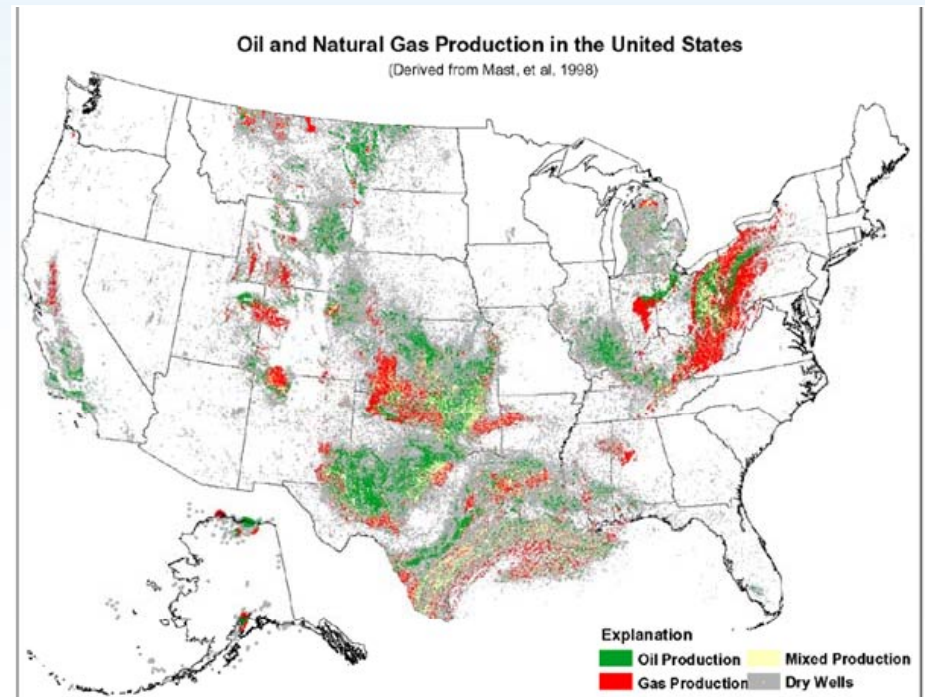 Oil and Natural Gas Production in the United States
(Derived from Mast, et al, 1998)
Explanation
Oil Production Mixed Production
Gas Production Dry Wells